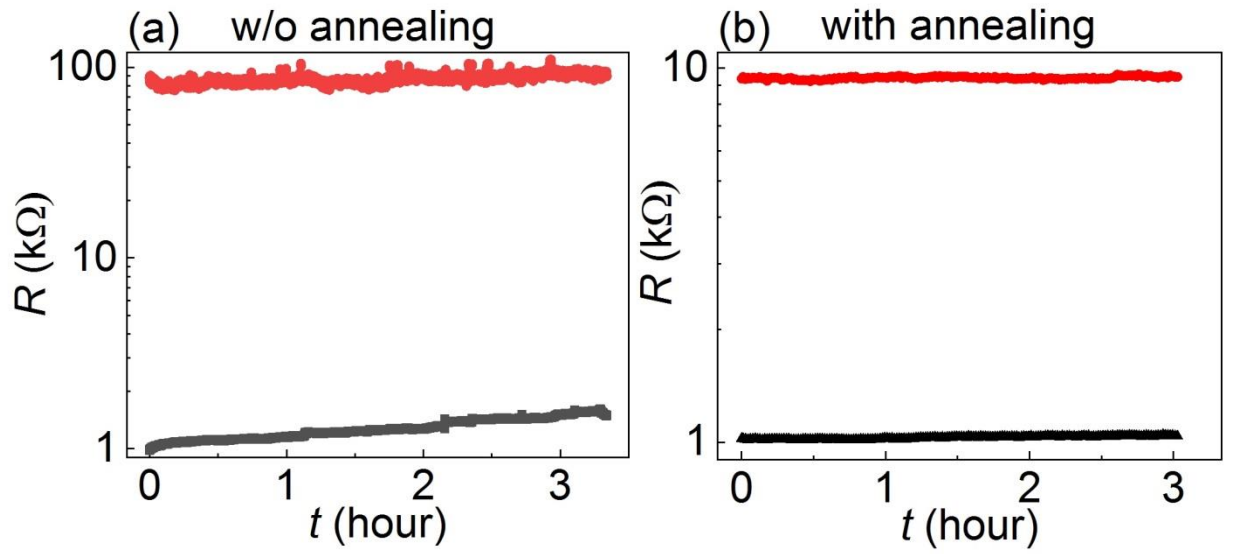 (a) w/o annealing
100
10
1
R (kΩ)
0 1 2 3
t (hour)
(b) with annealing
10
1
R (kΩ)
0 1 2 3
t (hour)